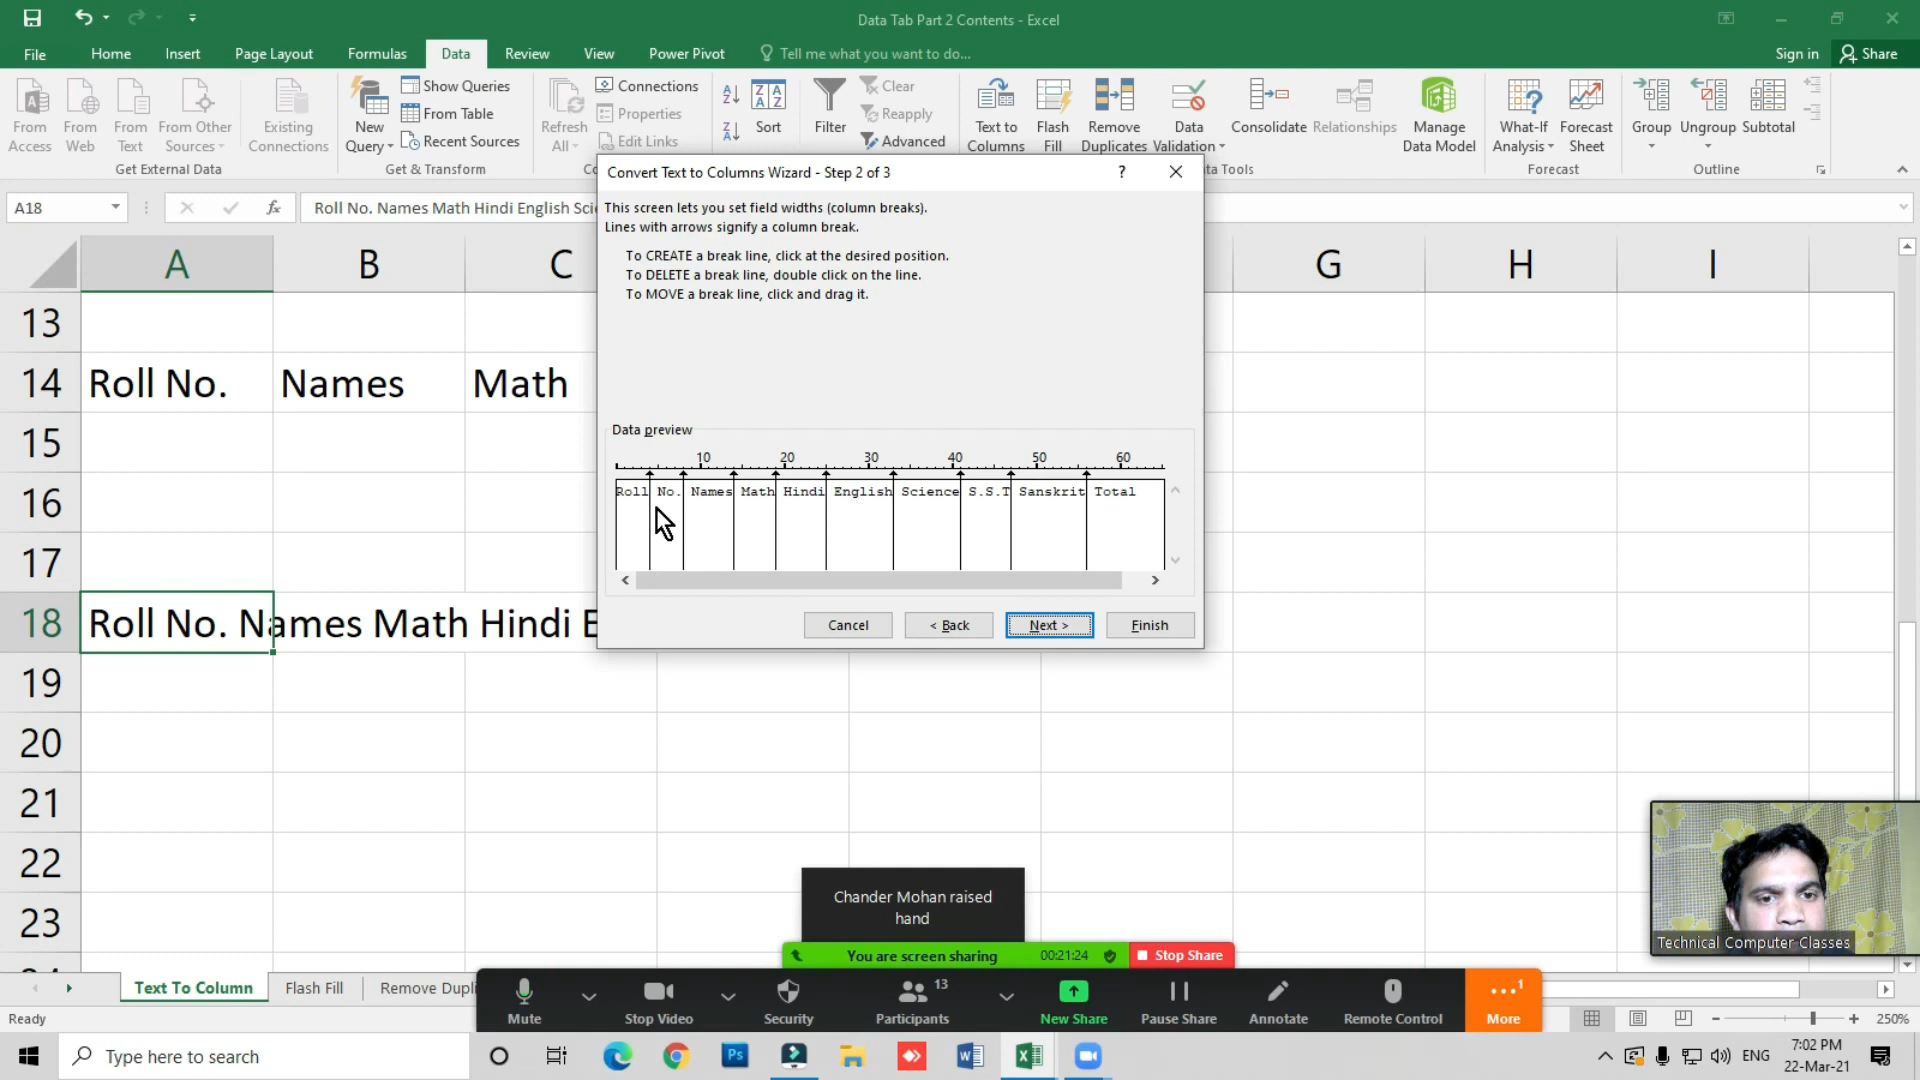 Data Tab Part 2 Contents - Excel
File Home Insert Page Layout Formulas Data Review View Power Pivot Tell me what you want to do... Sign in Share
From Access
From Web
From Text
From Other Sources
Existing Connections
Get External Data
New Query
Show Queries
From Table
Recent Sources
Get & Transform
Refresh All
Connections
Properties
Edit Links
Sort
Filter
Clear
Reapply
Advanced
Text to Columns
Flash Fill
Remove Duplicates
Data Validation
Consolidate
Relationships
Manage Data Model
What-If Analysis
Forecast Sheet
Forecast
Group
Ungroup
Subtotal
Outline
A18
fx
Roll No. Names Math Hindi English
Convert Text to Columns Wizard - Step 2 of 3
?
This screen lets you set field widths (column breaks).
Lines with arrows signify a column break.
To CREATE a break line, click at the desired position.
To DELETE a break line, double click on the line.
To MOVE a break line, click and drag it.
Data preview
10 20 30 40 50 60
Roll No. Names Math Hindi English Science S.S.T Sanskrit Total
Cancel < Back Next > Finish
A B C G H I
13
14 Roll No. Names Math
15
16
17
18 Roll No. Names Math Hindi
19
20
21
22
23
Chander Mohan raised
hand
Technical Computer Classes
You are screen sharing 00:21:24 Stop Share
Text To Column Flash Fill
Mute Stop Video Security Participants 13 New Share Pause Share Annotate Remote Control More 1
Ready
250%
Type here to search
Ps
ENG
7:02 PM
22-Mar-21